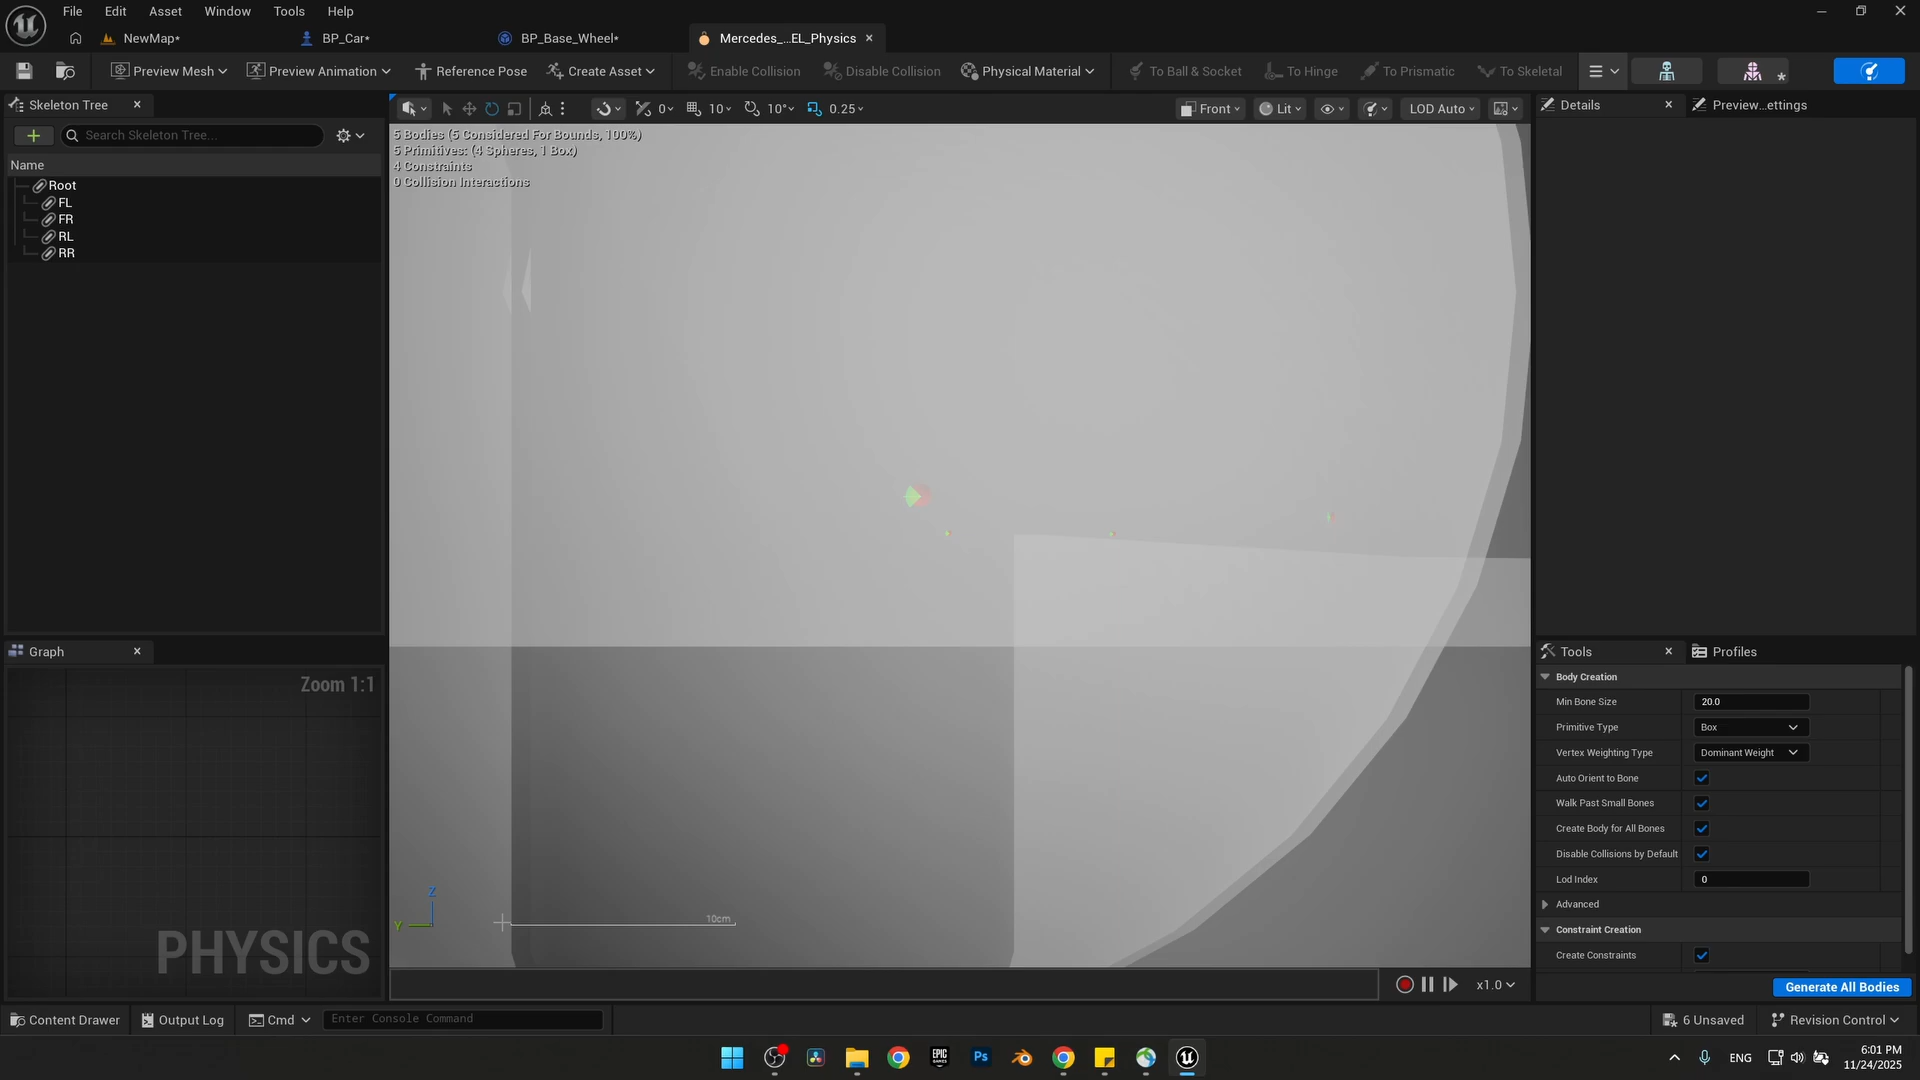 File Edit Asset Window Tools Help
NewMap* BP_Car* BP_Base_Wheel* Mercedes_...EL_Physics
Preview Mesh Preview Animation Reference Pose Create Asset Enable Collision Disable Collision Physical Material To Ball & Socket To Hinge To Prismatic To Skeletal
Skeleton Tree
Search Skeleton Tree...
Name
Root
FL
FR
RL
RR
0 10 10° 0.25 Front Lit LOD Auto
5 Bodies (5 Considered For Bounds, 100%)
5 Primitives: (4 Spheres, 1 Box)
4 Constraints
0 Collision Interactions
Z
Y
10cm
x1.0
Graph
Zoom 1:1
PHYSICS
Details Preview...ettings
Tools Profiles
Body Creation
Min Bone Size 20.0
Primitive Type Box
Vertex Weighting Type Dominant Weight
Auto Orient to Bone
Walk Past Small Bones
Create Body for All Bones
Disable Collisions by Default
Lod Index 0
Advanced
Constraint Creation
Create Constraints
Generate All Bodies
Content Drawer Output Log Cmd Enter Console Command 6 Unsaved Revision Control
EPIC GAMES Ps ENG 6:01 PM
11/24/2025